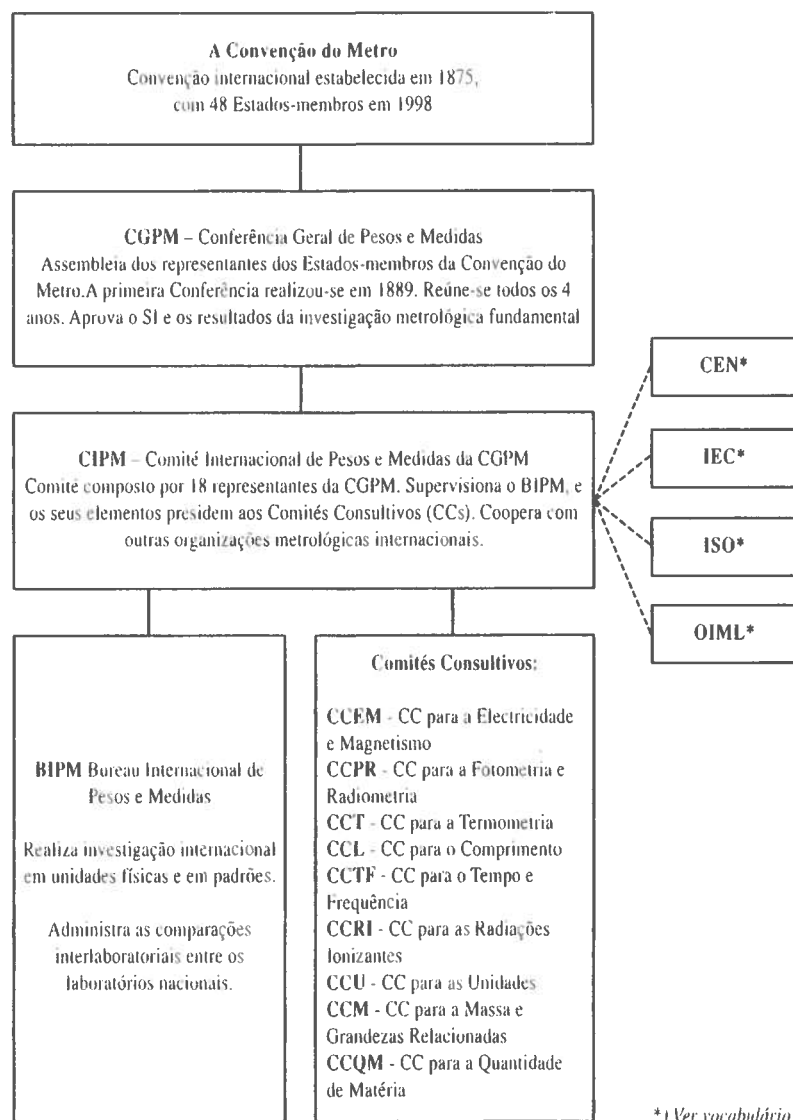 A Convenção do Metro
Convenção internacional estabelecida em 1875,
com 48 Estados-membros em 1998
CGPM – Conferência Geral de Pesos e Medidas
Assembleia dos representantes dos Estados-membros da Convenção do
Metro.A primeira Conferência realizou-se em 1889. Reúne-se todos os 4
anos. Aprova o SI e os resultados da investigação metrológica fundamental
CIPM – Comité Internacional de Pesos e Medidas da CGPM
Comité composto por 18 representantes da CGPM. Supervisiona o BIPM, e
os seus elementos presidem aos Comités Consultivos (CCs). Coopera com
outras organizações metrológicas internacionais.
CEN*
IEC*
ISO*
OIML*
BIPM Bureau Internacional de
Pesos e Medidas
Realiza investigação internacional
em unidades físicas e em padrões.
Administra as comparações
interlaboratoriais entre os
laboratórios nacionais.
Comités Consultivos:
CCEM - CC para a Electricidade
e Magnetismo
CCPR - CC para a Fotometria e
Radiometria
CCT - CC para a Termometria
CCL - CC para o Comprimento
CCTF - CC para o Tempo e
Frequência
CCRI - CC para as Radiações
Ionizantes
CCU - CC para as Unidades
CCM - CC para a Massa e
Grandezas Relacionadas
CCQM - CC para a Quantidade
de Matéria
*) Ver vocabulário